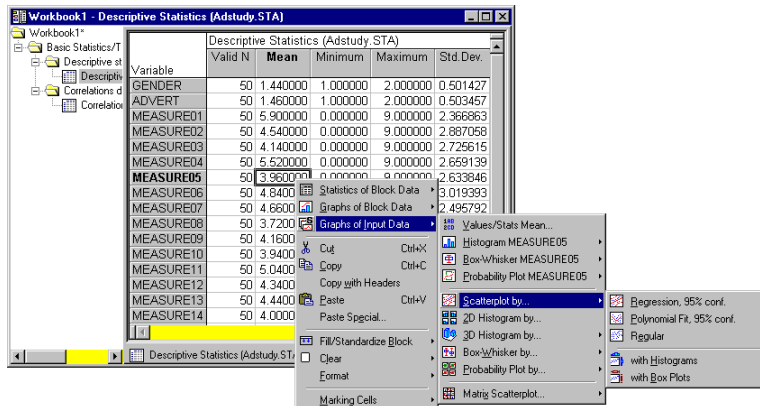 Workbook1 - Descriptive Statistics (Adstudy.STA)
Workbook1*
Basic Statistics/T
Descriptive st
Descriptiv
Correlations d
Correlation
Descriptive Statistics (Adstudy.STA)
Variable Valid N Mean Minimum Maximum Std.Dev.
GENDER 50 1.440000 1.000000 2.000000 0.501427
ADVERT 50 1.460000 1.000000 2.000000 0.503457
MEASURE01 50 5.900000 0.000000 9.000000 2.366863
MEASURE02 50 4.540000 0.000000 9.000000 2.887058
MEASURE03 50 4.140000 0.000000 9.000000 2.725615
MEASURE04 50 5.520000 0.000000 9.000000 2.659139
MEASURE05 50 3.960000 0.000000 9.000000 2.633846
MEASURE06 50 4.8400 3.019393
MEASURE07 50 4.6600 2.495792
MEASURE08 50 3.7200
MEASURE09 50 4.1600
MEASURE10 50 3.9400
MEASURE11 50 5.0400
MEASURE12 50 4.3400
MEASURE13 50 4.4400
MEASURE14 50 4.0000
Descriptive Statistics (Adstudy.STA
Statistics of Block Data
Graphs of Block Data
Graphs of Input Data
Cut Ctrl+X
Copy Ctrl+C
Copy with Headers
Paste Ctrl+V
Paste Special...
Fill/Standardize Block
Clear
Format
Marking Cells
Values/Stats Mean...
Histogram MEASURE05
Box-Whisker MEASURE05
Probability Plot MEASURE05
Scatterplot by...
2D Histogram by...
3D Histogram by...
Box-Whisker by...
Probability Plot by...
Matrix Scatterplot...
Regression, 95% conf.
Polynomial Fit, 95% conf.
Regular
with Histograms
with Box Plots